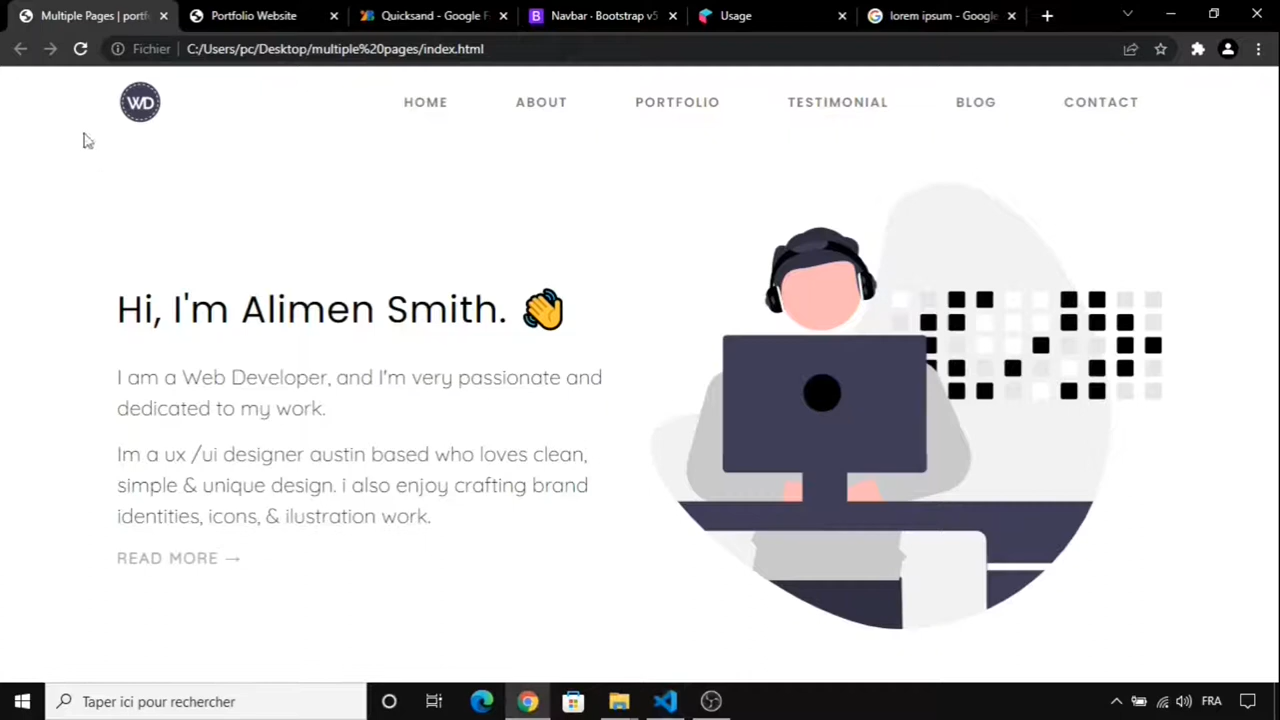 Multiple Pages | portf
Portfolio Website
Quicksand - Google F
Navbar · Bootstrap v5
Usage
lorem ipsum - Google
Fichier
C:/Users/pc/Desktop/multiple%20pages/index.html
WD
HOME
ABOUT
PORTFOLIO
TESTIMONIAL
BLOG
CONTACT
Hi, I'm Alimen Smith. 👋
I am a Web Developer, and I'm very passionate and
dedicated to my work.
Im a ux /ui designer austin based who loves clean,
simple & unique design. i also enjoy crafting brand
identities, icons, & ilustration work.
READ MORE →
Taper ici pour rechercher
FRA